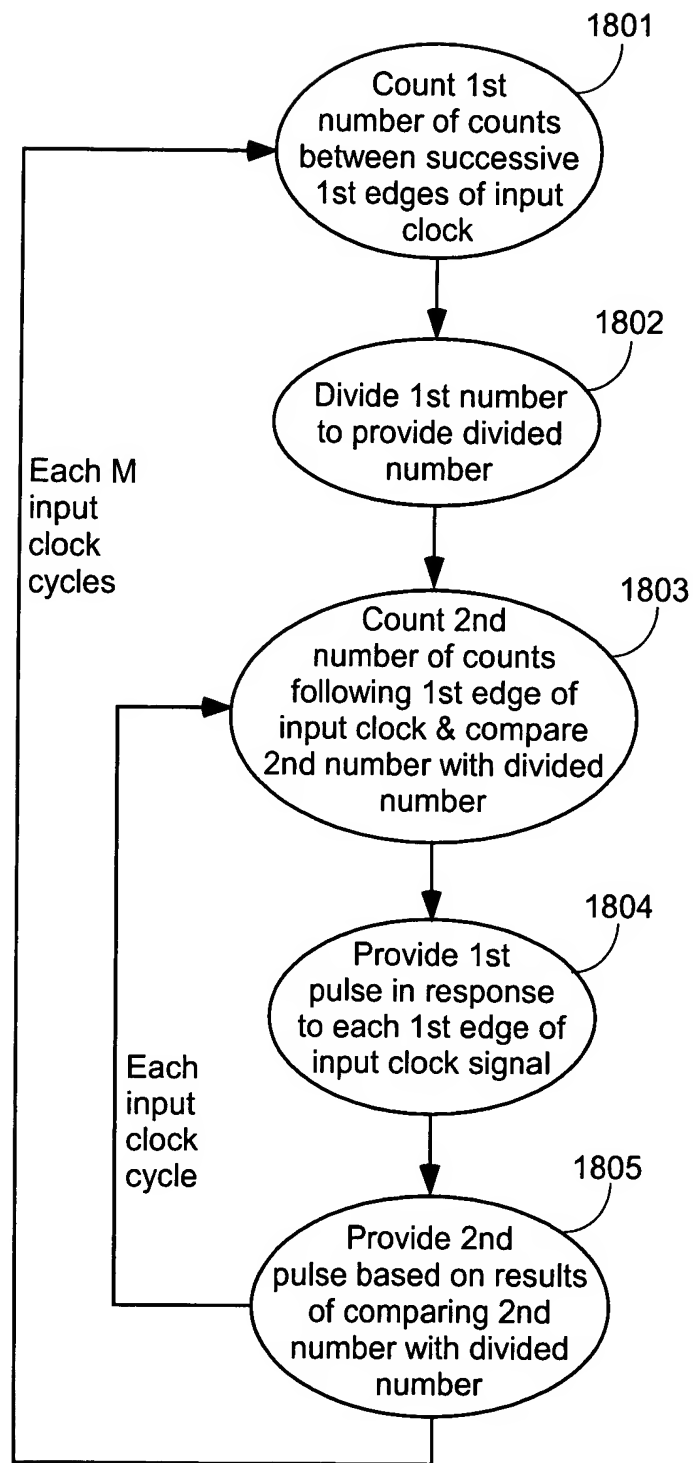 1801
Count 1st
number of counts
between successive
1st edges of input
clock
1802
Divide 1st number
to provide divided
number
Each M
input
clock
cycles
1803
Count 2nd
number of counts
following 1st edge of
input clock & compare
2nd number with divided
number
1804
Provide 1st
pulse in response
to each 1st edge of
input clock signal
Each
input
clock
cycle
1805
Provide 2nd
pulse based on results
of comparing 2nd
number with divided
number